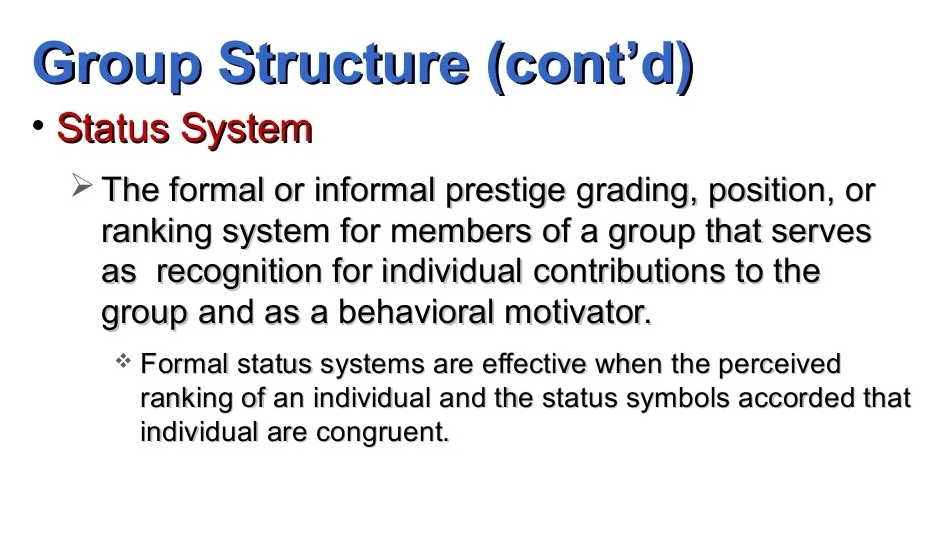 Group Structure (cont’d)
• Status System
➢ The formal or informal prestige grading, position, or
ranking system for members of a group that serves
as  recognition for individual contributions to the
group and as a behavioral motivator.
❖ Formal status systems are effective when the perceived
ranking of an individual and the status symbols accorded that
individual are congruent.